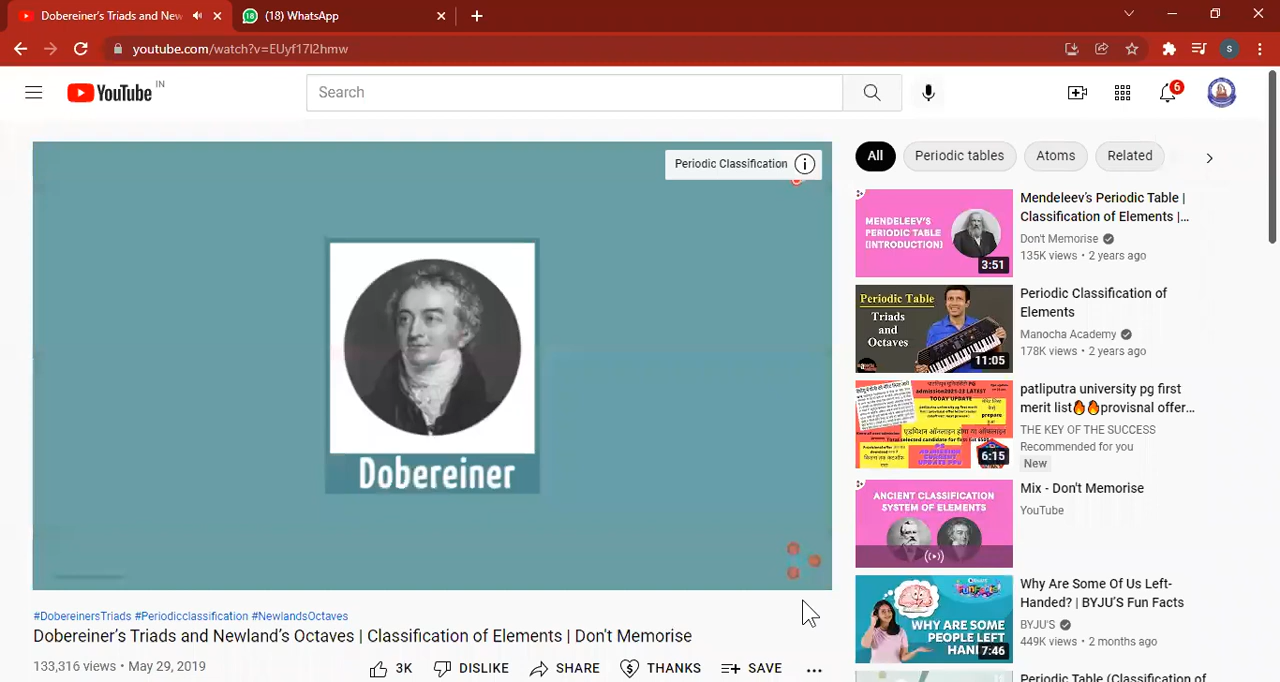 Dobereiner's Triads and New
(18) WhatsApp
youtube.com/watch?v=EUyf17I2hmw
S
YouTube IN
Search
6
Periodic Classification
Dobereiner
#DobereinersTriads #Periodicclassification #NewlandsOctaves
Dobereiner's Triads and Newland's Octaves | Classification of Elements | Don't Memorise
133,316 views • May 29, 2019
3K
DISLIKE
SHARE
THANKS
SAVE
All
Periodic tables
Atoms
Related
MENDELEEV'S
PERIODIC TABLE
(INTRODUCTION)
3:51
Mendeleev's Periodic Table |
Classification of Elements |...
Don't Memorise
135K views • 2 years ago
Periodic Table
Triads
and
Octaves
11:05
Periodic Classification of
Elements
Manocha Academy
178K views • 2 years ago
6:15
patliputra university pg first
merit list🔥🔥provisnal offer...
THE KEY OF THE SUCCESS
Recommended for you
New
ANCIENT CLASSIFICATION
SYSTEM OF ELEMENTS
Mix - Don't Memorise
YouTube
WHY ARE SOME
PEOPLE LEFT
7:46
Why Are Some Of Us Left-
Handed? | BYJU'S Fun Facts
BYJU'S
449K views • 2 months ago
Periodic Table (Classification of